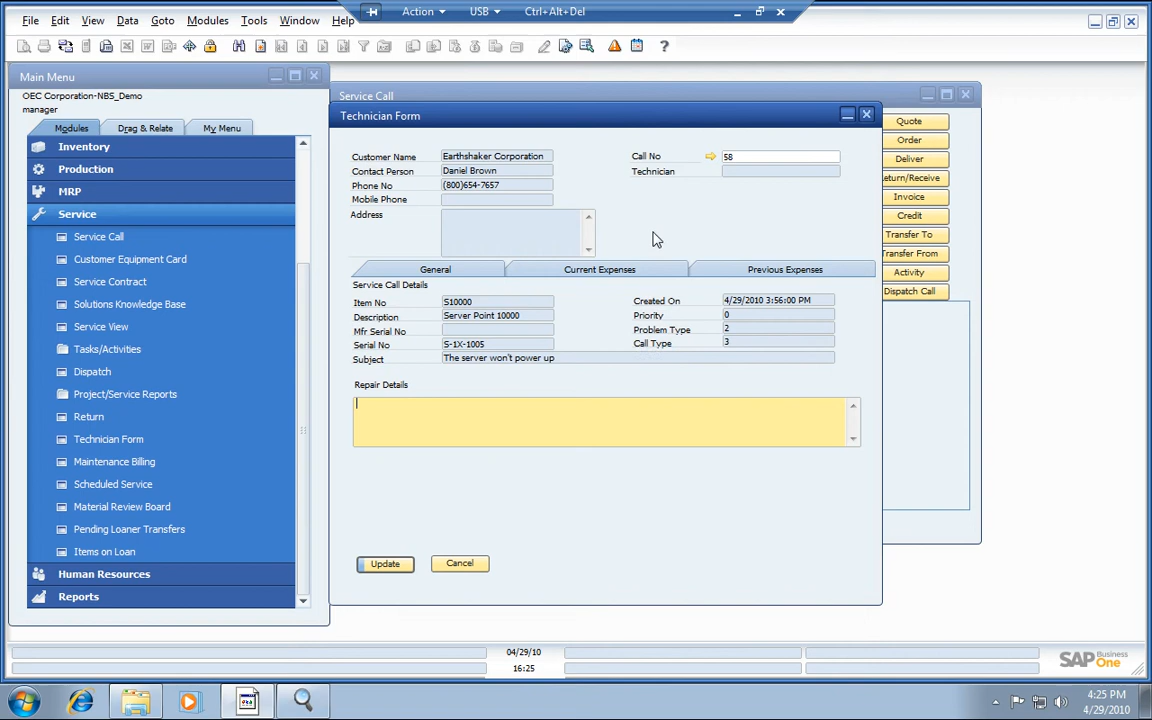 Action USB Ctrl+Alt+Del
File Edit View Data Goto Modules Tools Window Help
Main Menu
OEC Corporation-NBS_Demo
manager
Modules Drag & Relate My Menu
Inventory
Production
MRP
Service
Service Call
Customer Equipment Card
Service Contract
Solutions Knowledge Base
Service View
Tasks/Activities
Dispatch
Project/Service Reports
Return
Technician Form
Maintenance Billing
Scheduled Service
Material Review Board
Pending Loaner Transfers
Items on Loan
Human Resources
Reports
Service Call
Technician Form
Customer Name Earthshaker Corporation
Contact Person Daniel Brown
Phone No (800)654-7657
Mobile Phone
Address
Call No 58
Technician
General Current Expenses Previous Expenses
Service Call Details
Item No S10000
Description Server Point 10000
Mfr Serial No
Serial No S-1X-1005
Subject The server won't power up
Created On 4/29/2010 3:56:00 PM
Priority 0
Problem Type 2
Call Type 3
Repair Details
Update Cancel
Quote
Order
Deliver
eturn/Receive
Invoice
Credit
Transfer To
ransfer From
Activity
Dispatch Call
04/29/10
16:25
SAP Business One
4:25 PM
4/29/2010